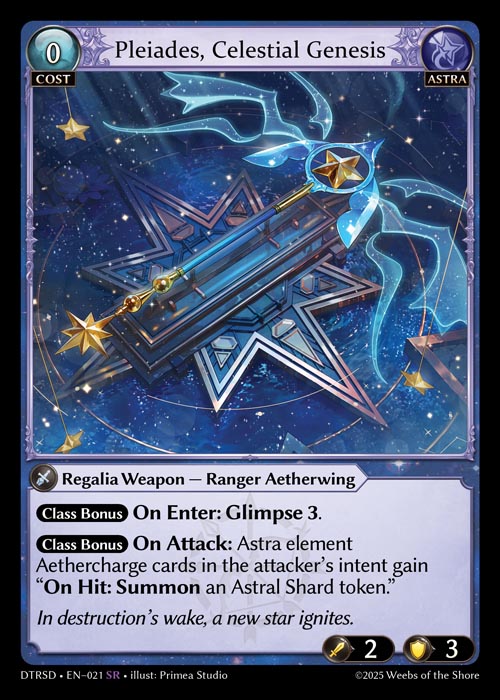 0
Pleiades, Celestial Genesis
COST
ASTRA
Regalia Weapon — Ranger Aetherwing
Class Bonus On Enter: Glimpse 3.
Class Bonus On Attack: Astra element
Aethercharge cards in the attacker's intent gain
“On Hit: Summon an Astral Shard token.”
In destruction's wake, a new star ignites.
2
3
DTRSD • EN–021 SR • illust: Primea Studio
©2025 Weebs of the Shore